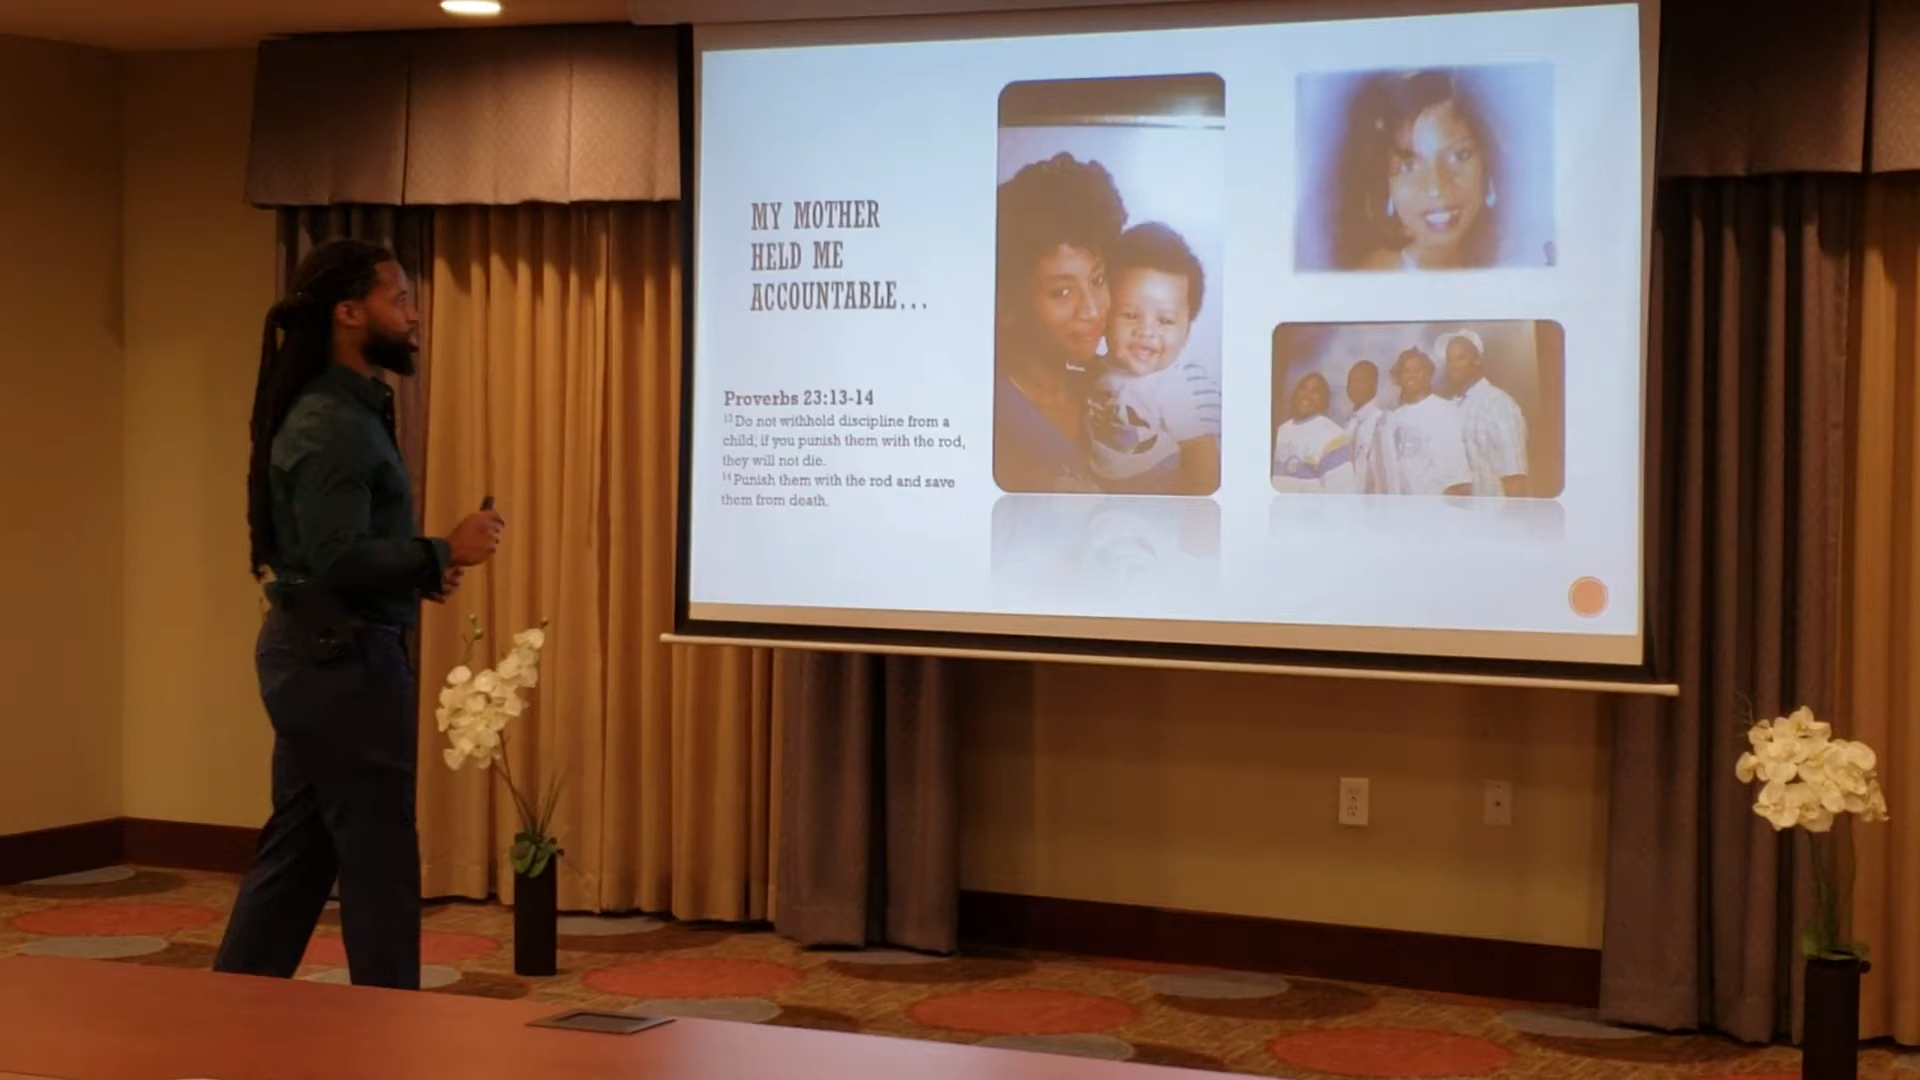 MY MOTHER
HELD ME
ACCOUNTABLE...
Proverbs 23:13-14
13 Do not withhold discipline from a
child; if you punish them with the rod,
they will not die.
14 Punish them with the rod and save
them from death.